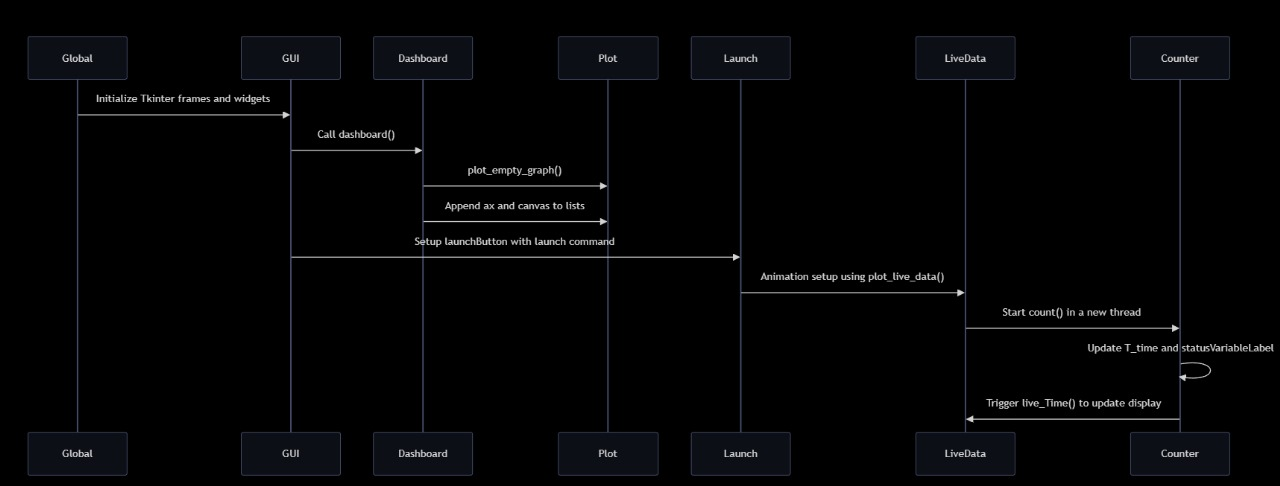 Global
GUI
Dashboard
Plot
Launch
LiveData
Counter
Initialize Tkinter frames and widgets
Call dashboard()
plot_empty_graph()
Append ax and canvas to lists
Setup launchButton with launch command
Animation setup using plot_live_data()
Start count() in a new thread
Update T_time and statusVariableLabel
Trigger live_Time() to update display
Global
GUI
Dashboard
Plot
Launch
LiveData
Counter